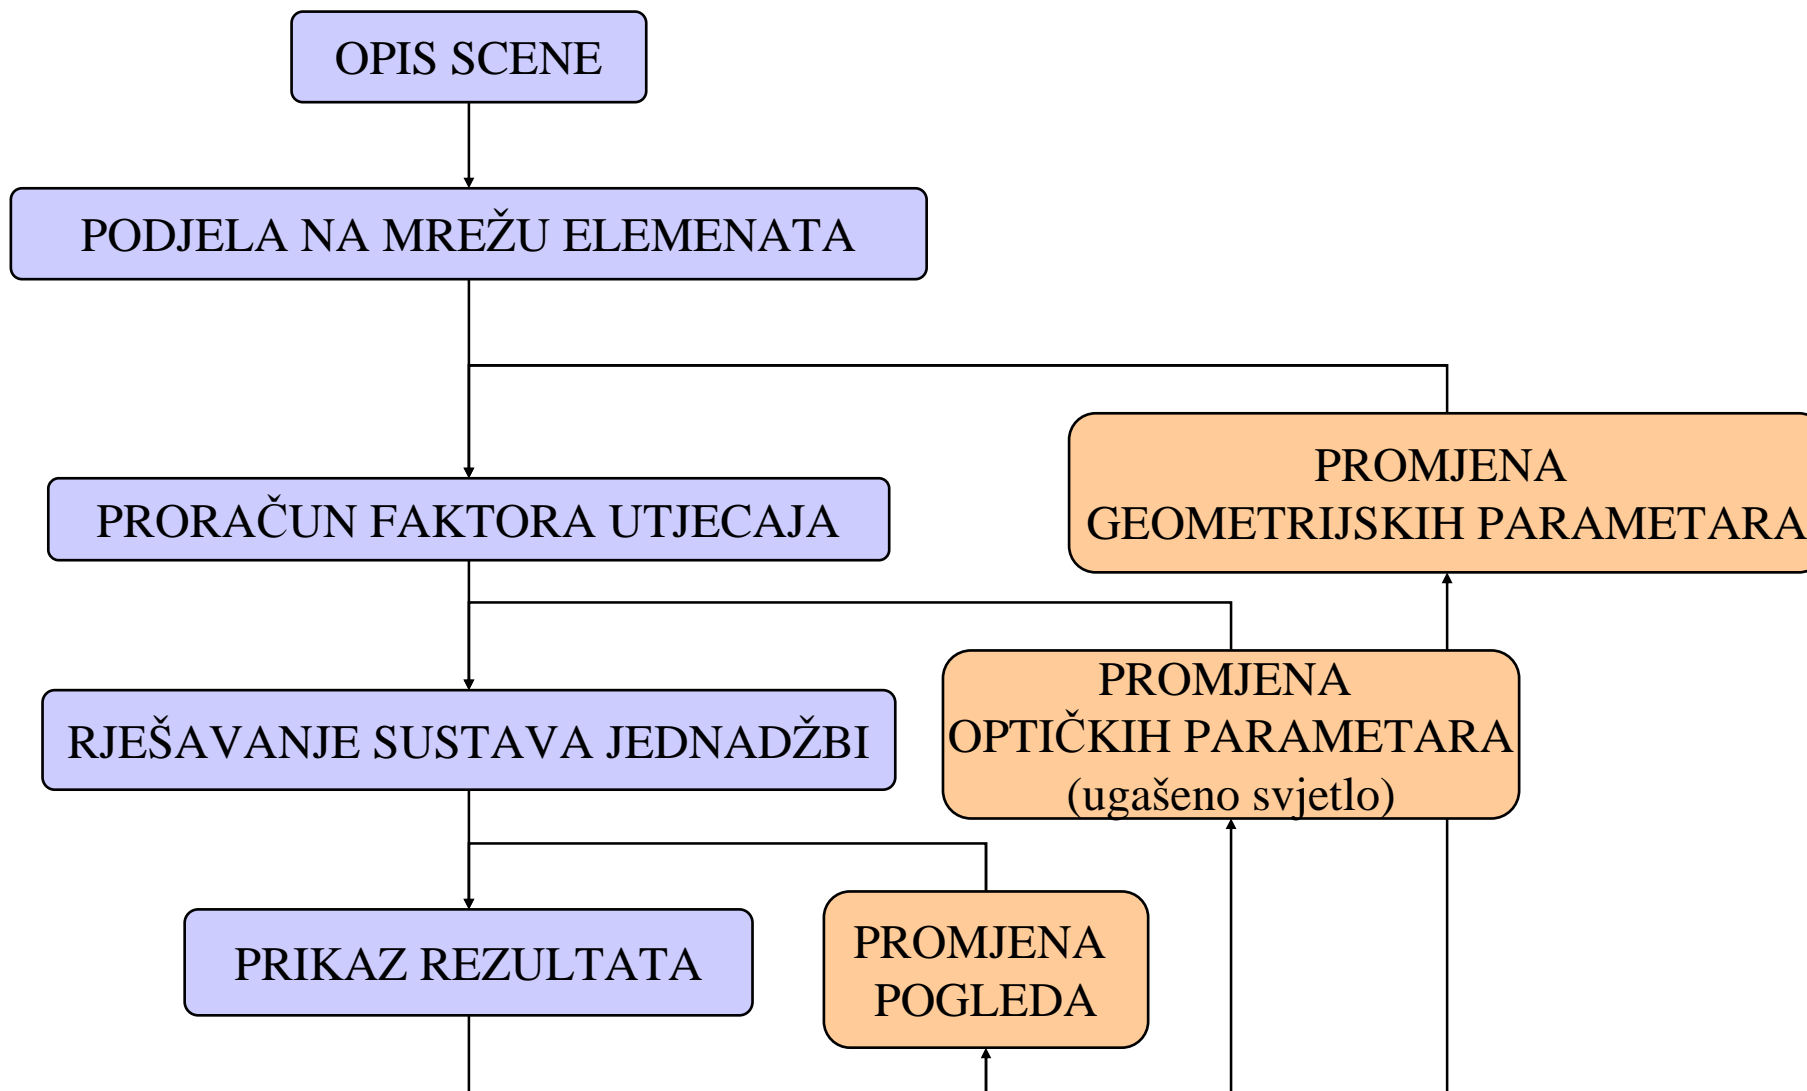 OPIS SCENE
PODJELA NA MREŽU ELEMENATA
PROMJENA
GEOMETRIJSKIH PARAMETARA
PRORAČUN FAKTORA UTJECAJA
PROMJENA
OPTIČKIH PARAMETARA
(ugašeno svjetlo)
RJEŠAVANJE SUSTAVA JEDNADŽBI
PRIKAZ REZULTATA
PROMJENA
POGLEDA